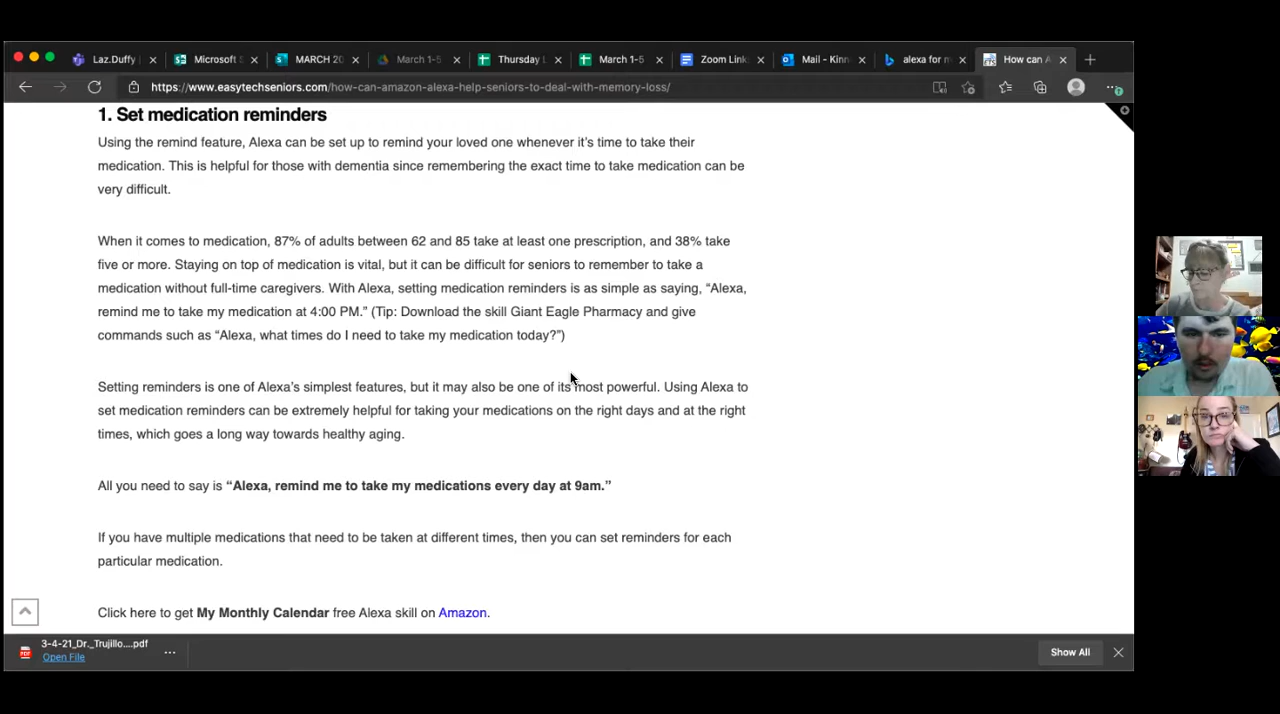 Laz.Duffy
Microsoft
MARCH 20
March 1-5
Thursday
March 1-5
Zoom Link
Mail - Kinn
alexa for m
How can A
https://www.easytechseniors.com/how-can-amazon-alexa-help-seniors-to-deal-with-memory-loss/
1. Set medication reminders
Using the remind feature, Alexa can be set up to remind your loved one whenever it's time to take their
medication. This is helpful for those with dementia since remembering the exact time to take medication can be
very difficult.
When it comes to medication, 87% of adults between 62 and 85 take at least one prescription, and 38% take
five or more. Staying on top of medication is vital, but it can be difficult for seniors to remember to take a
medication without full-time caregivers. With Alexa, setting medication reminders is as simple as saying, “Alexa,
remind me to take my medication at 4:00 PM.” (Tip: Download the skill Giant Eagle Pharmacy and give
commands such as “Alexa, what times do I need to take my medication today?”)
Setting reminders is one of Alexa's simplest features, but it may also be one of its most powerful. Using Alexa to
set medication reminders can be extremely helpful for taking your medications on the right days and at the right
times, which goes a long way towards healthy aging.
All you need to say is “Alexa, remind me to take my medications every day at 9am.”
If you have multiple medications that need to be taken at different times, then you can set reminders for each
particular medication.
Click here to get My Monthly Calendar free Alexa skill on Amazon.
3-4-21_Dr._Trujillo....pdf
Open File
Show All